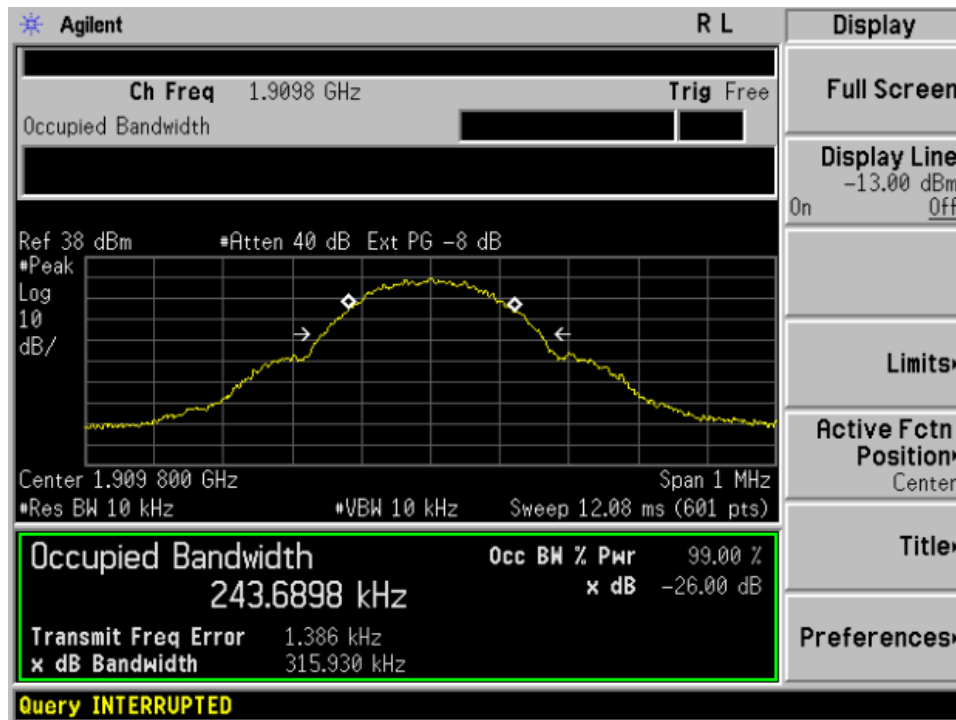 Agilent R L Display
Ch Freq 1.9098 GHz Trig Free
Occupied Bandwidth
Full Screen
Display Line
-13.00 dBm
On Off
Ref 38 dBm #Atten 40 dB Ext PG -8 dB
#Peak
Log
10
dB/
Limits
Active Fctn
Position
Center
Center 1.909 800 GHz Span 1 MHz
#Res BW 10 kHz #VBW 10 kHz Sweep 12.08 ms (601 pts)
Title
Occupied Bandwidth Occ BW % Pwr 99.00 %
243.6898 kHz x dB -26.00 dB
Transmit Freq Error 1.386 kHz
x dB Bandwidth 315.930 kHz
Preferences
Query INTERRUPTED